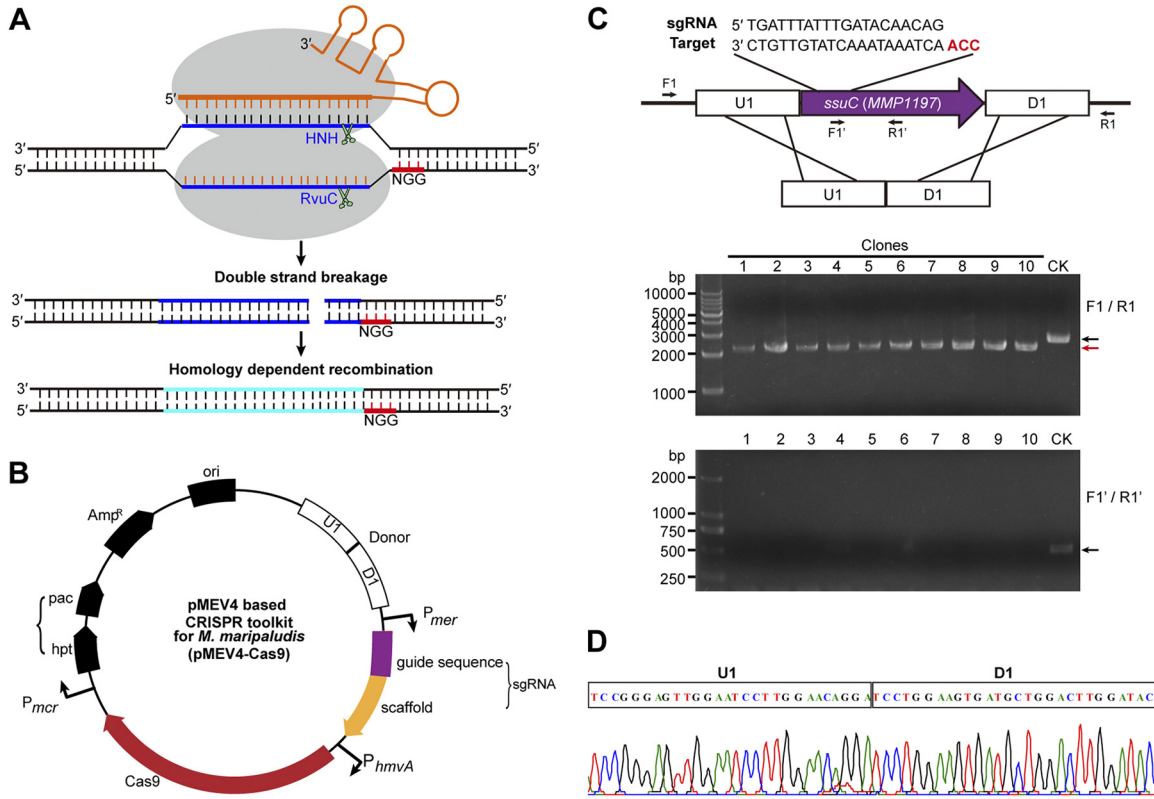 A
3′
5′
HNH
3′ 5′
5′ 3′
NGG
RvuC
Double strand breakage
3′ 5′
5′ 3′
NGG
Homology dependent recombination
3′ 5′
5′ 3′
NGG
B
ori
AmpR
U1
D1
Donor
pac
hpt
Pmer
pMEV4 based
CRISPR toolkit
for M. maripaludis
(pMEV4-Cas9)
guide sequence
sgRNA
scaffold
Pmcr
PhmvA
Cas9
C
sgRNA 5′ TGATTTATTTGATACAACAG
Target 3′ CTGTTGTATCAAATAAATCA ACC
F1
U1 ssuC (MMP1197) D1
F1' R1'
R1
U1 D1
Clones
bp 1 2 3 4 5 6 7 8 9 10 CK
10000
5000
4000
3000
2000
1000
F1 / R1
bp 1 2 3 4 5 6 7 8 9 10 CK
2000
1000
750
500
250
F1' / R1'
D
U1 D1
TCCGGGAGTTGGAATCCTTGGAACAGGATCCTGGAAGTGATGCTGGACTTGGATAC